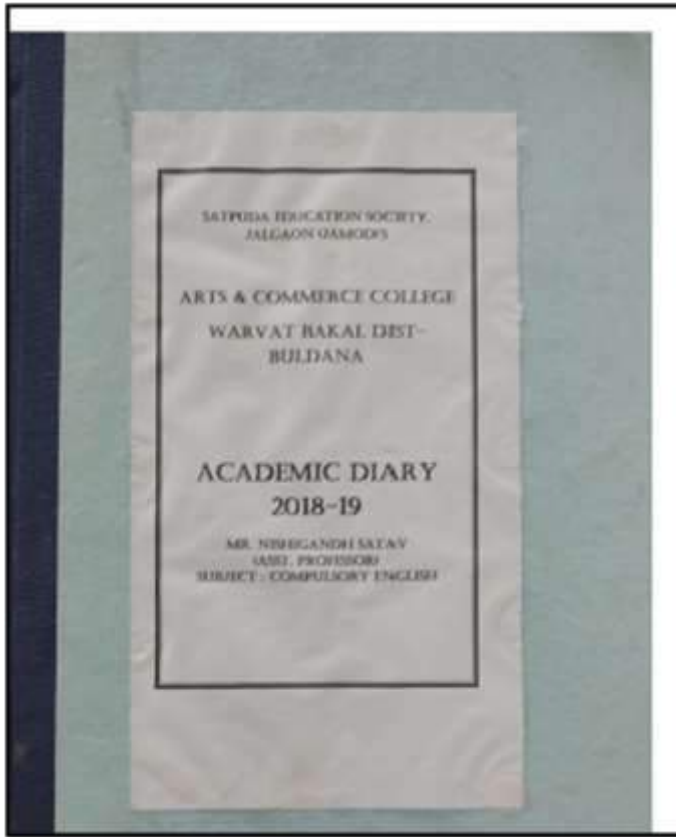 SATPUDA EDUCATION SOCIETY,
JALGAON (JAMOD)'S
ARTS & COMMERCE COLLEGE
WARVAT BAKAL DIST-
BULDANA
ACADEMIC DIARY
2018-19
MR. NISHIGANDH SATAV
(ASST. PROFESSOR)
SUBJECT : COMPULSORY ENGLISH